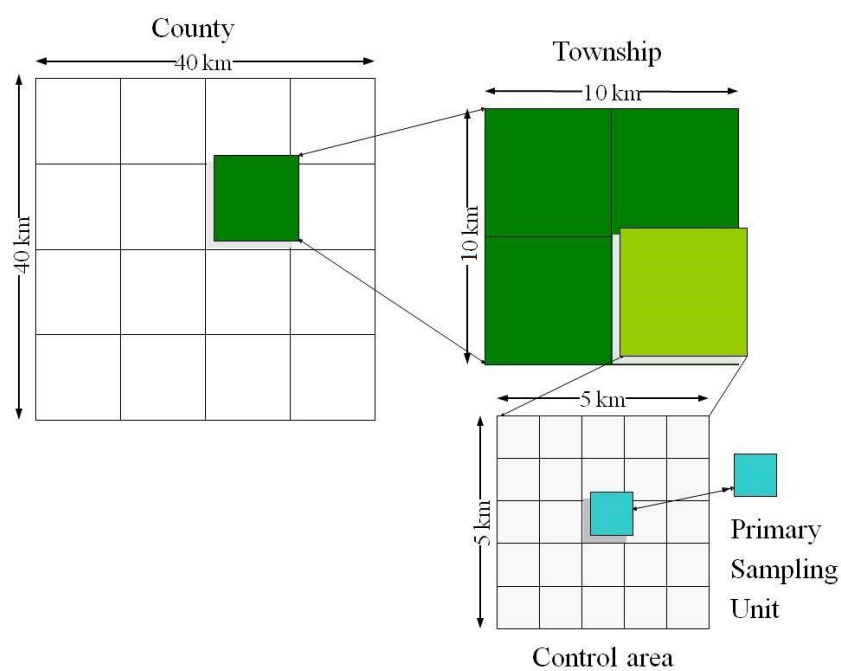 County
40 km
40 km
Township
10 km
10 km
5 km
5 km
Primary
Sampling
Unit
Control area